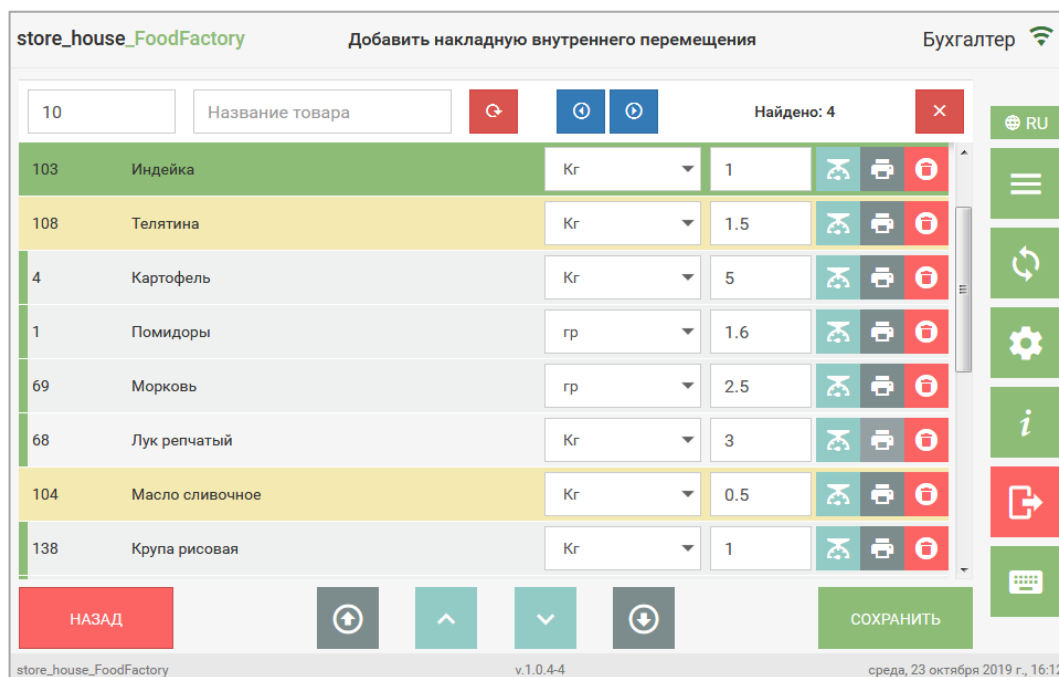 store_house_FoodFactory Добавить накладную внутреннего перемещения Бухгалтер
10 Название товара Найдено: 4
RU
103 Индейка Кг 1
108 Телятина Кг 1.5
4 Картофель Кг 5
1 Помидоры гр 1.6
69 Морковь гр 2.5
68 Лук репчатый Кг 3
104 Масло сливочное Кг 0.5
138 Крупа рисовая Кг 1
НАЗАД СОХРАНИТЬ
store_house_FoodFactory v.1.0.4-4 среда, 23 октября 2019 г., 16:12